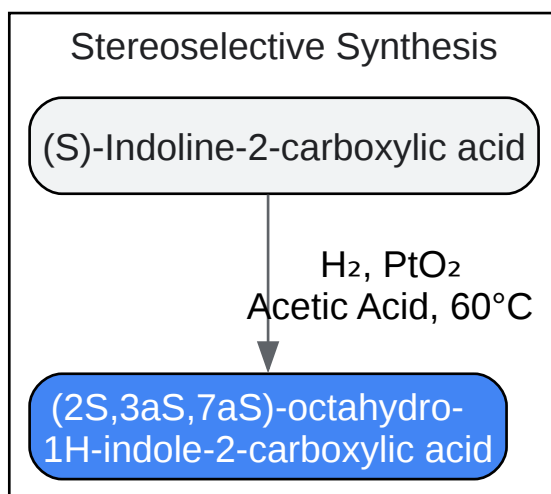 Stereoselective Synthesis
(S)-Indoline-2-carboxylic acid
H₂, PtO₂
Acetic Acid, 60°C
(2S,3aS,7aS)-octahydro-
1H-indole-2-carboxylic acid